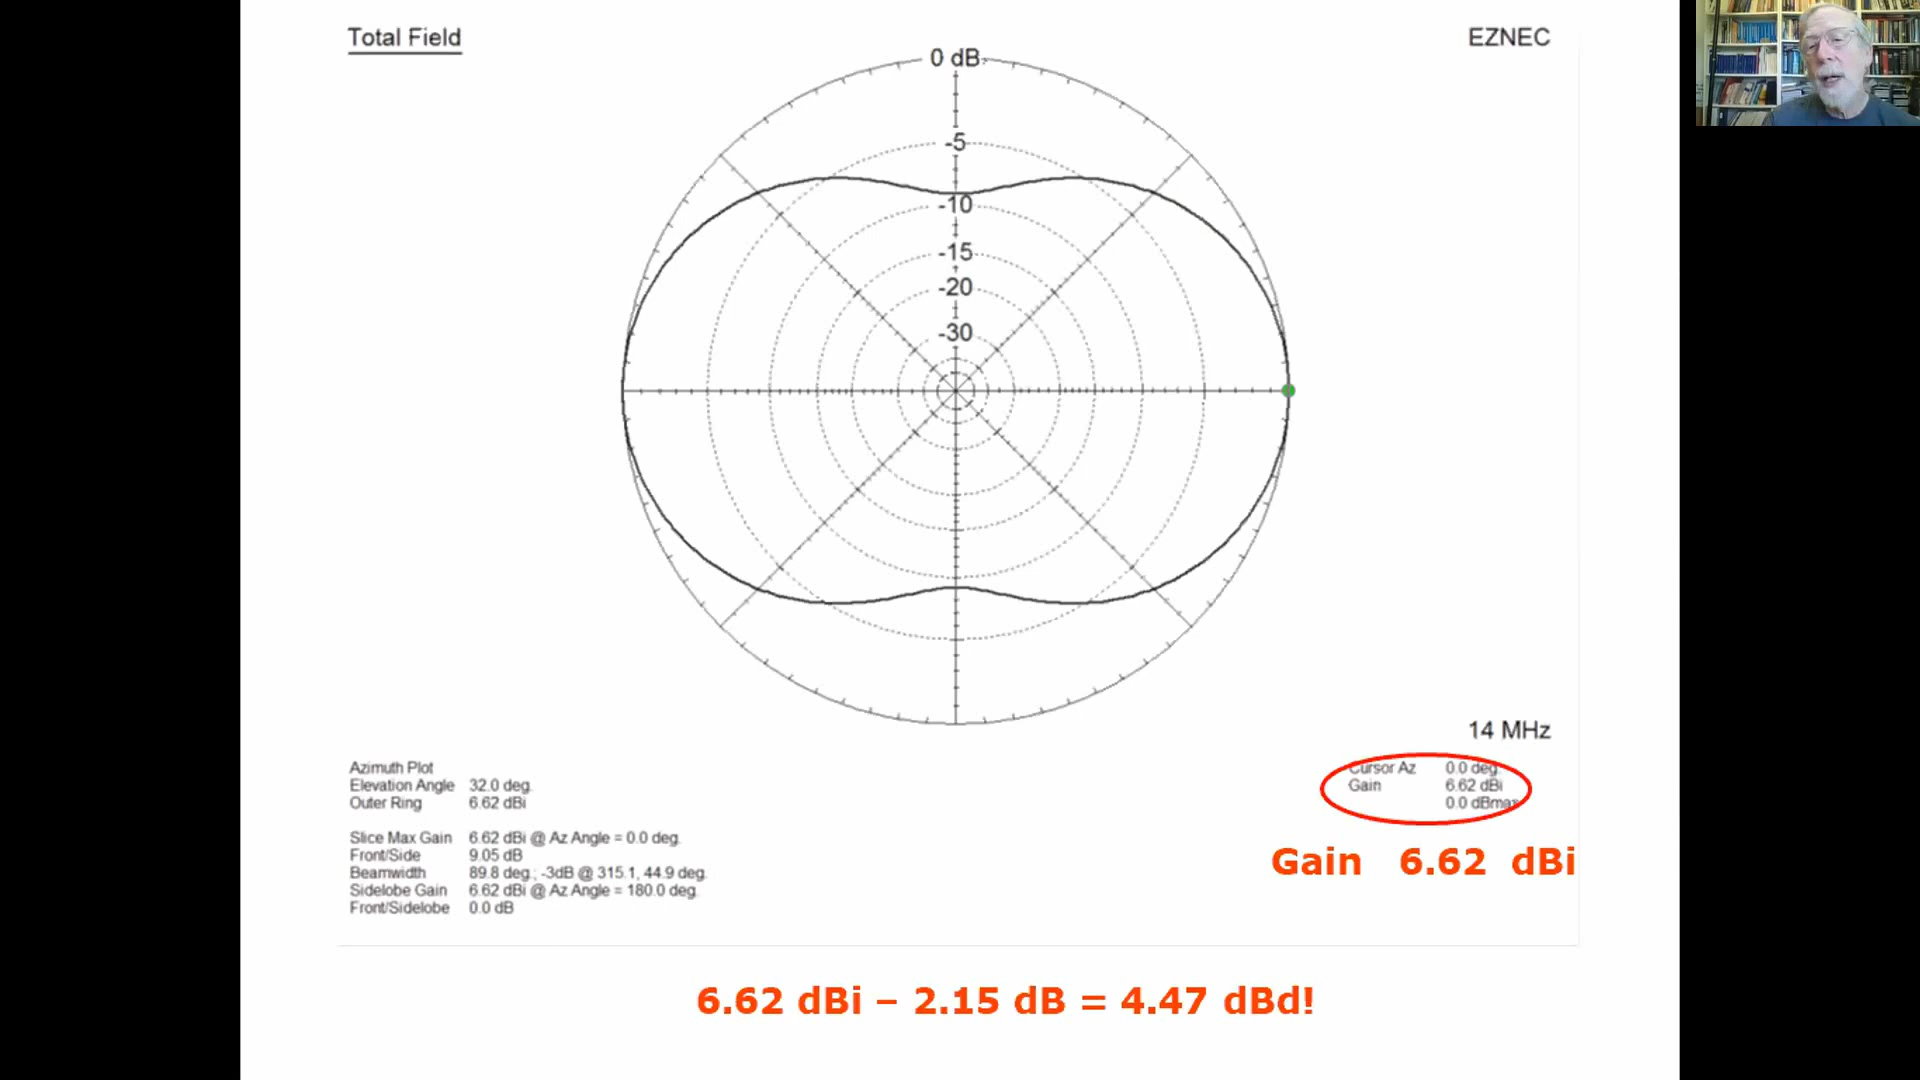 Total Field
EZNEC
0 dB
-5
-10
-15
-20
-30
14 MHz
Azimuth Plot
Elevation Angle 32.0 deg.
Outer Ring 6.62 dBi
Cursor Az 0.0 deg.
Gain 6.62 dBi
0.0 dBmax
Slice Max Gain 6.62 dBi @ Az Angle = 0.0 deg.
Front/Side 9.05 dB
Beamwidth 89.8 deg.; -3dB @ 315.1, 44.9 deg.
Sidelobe Gain 6.62 dBi @ Az Angle = 180.0 deg.
Front/Sidelobe 0.0 dB
Gain 6.62 dBi
6.62 dBi – 2.15 dB = 4.47 dBd!